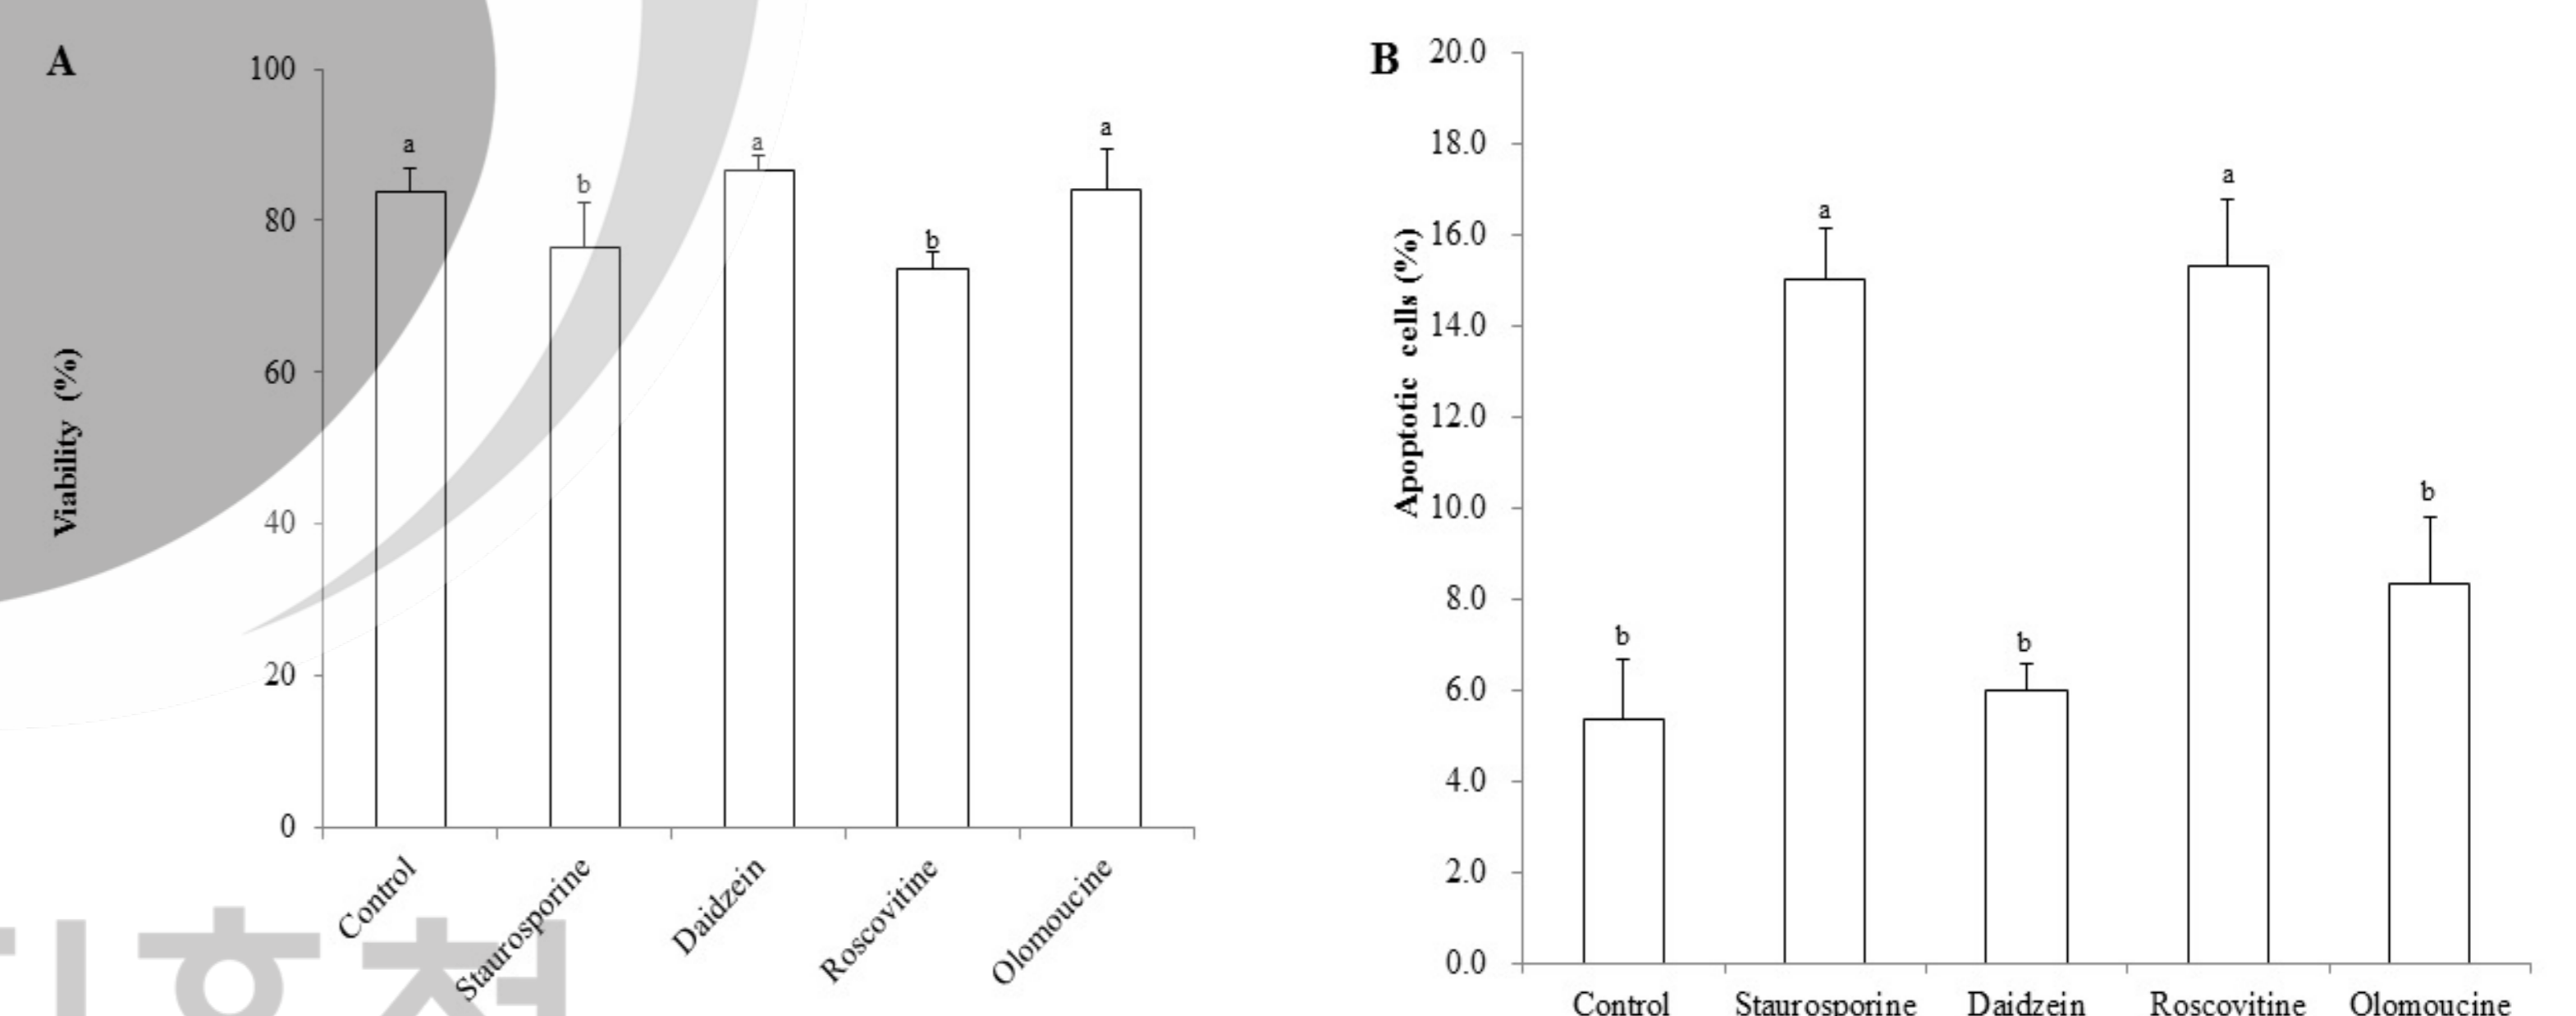 A
Viability (%)
100
80
60
40
20
0
a
b
a
b
a
Control
Staurosporine
Daidzein
Roscovitine
Olomoucine
B
Apoptotic cells (%)
20.0
18.0
16.0
14.0
12.0
10.0
8.0
6.0
4.0
2.0
0.0
b
a
b
a
b
Control
Staurosporine
Daidzein
Roscovitine
Olomoucine